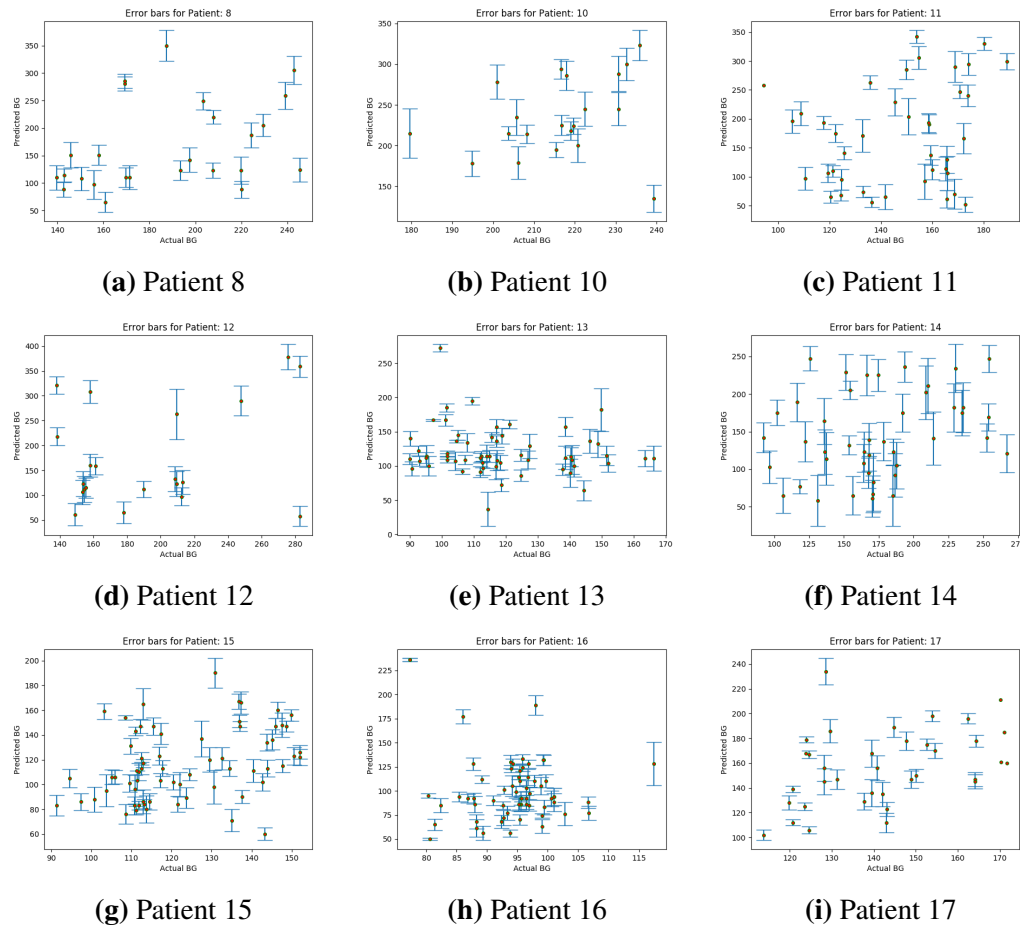 Error bars for Patient: 8
Predicted BG
350
300
250
200
150
100
50
140 160 180 200 220 240
Actual BG
(a) Patient 8
Error bars for Patient: 10
Predicted BG
350
300
250
200
150
180 190 200 210 220 230 240
Actual BG
(b) Patient 10
Error bars for Patient: 11
Predicted BG
350
300
250
200
150
100
50
100 120 140 160 180
Actual BG
(c) Patient 11
Error bars for Patient: 12
Predicted BG
400
350
300
250
200
150
100
50
140 160 180 200 220 240 260 280
Actual BG
(d) Patient 12
Error bars for Patient: 13
Predicted BG
250
200
150
100
50
0
90 100 110 120 130 140 150 160 170
Actual BG
(e) Patient 13
Error bars for Patient: 14
Predicted BG
250
200
150
100
50
0
100 125 150 175 200 225 250
Actual BG
(f) Patient 14
Error bars for Patient: 15
Predicted BG
200
180
160
140
120
100
80
60
90 100 110 120 130 140 150
Actual BG
(g) Patient 15
Error bars for Patient: 16
Predicted BG
225
200
175
150
125
100
75
50
80 85 90 95 100 105 110 115
Actual BG
(h) Patient 16
Error bars for Patient: 17
Predicted BG
240
220
200
180
160
140
120
100
120 130 140 150 160 170
Actual BG
(i) Patient 17